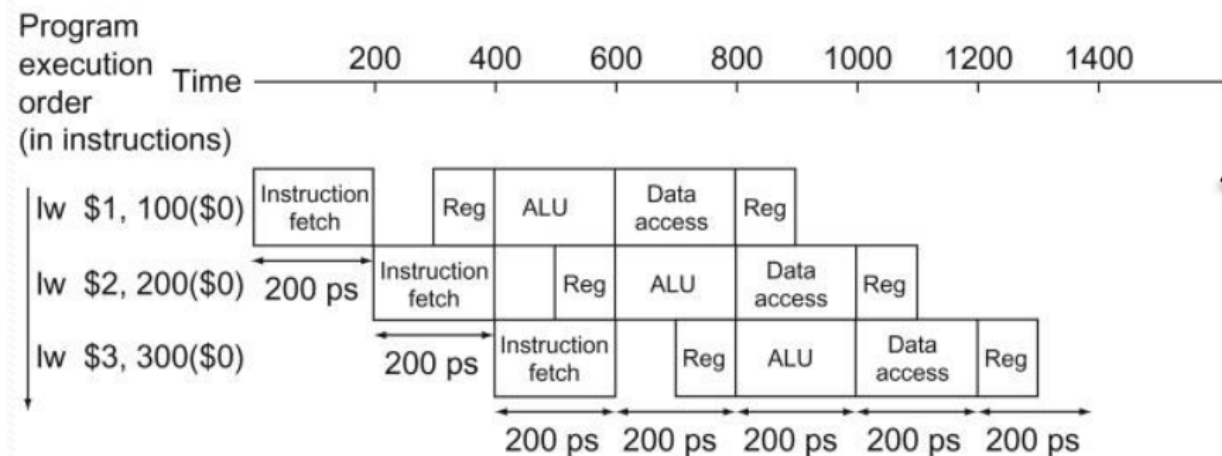 Program
execution
order
(in instructions)
Time
200 400 600 800 1000 1200 1400
lw $1, 100($0) Instruction fetch Reg ALU Data access Reg
200 ps
lw $2, 200($0) Instruction fetch Reg ALU Data access Reg
200 ps
lw $3, 300($0) Instruction fetch Reg ALU Data access Reg
200 ps 200 ps 200 ps 200 ps 200 ps